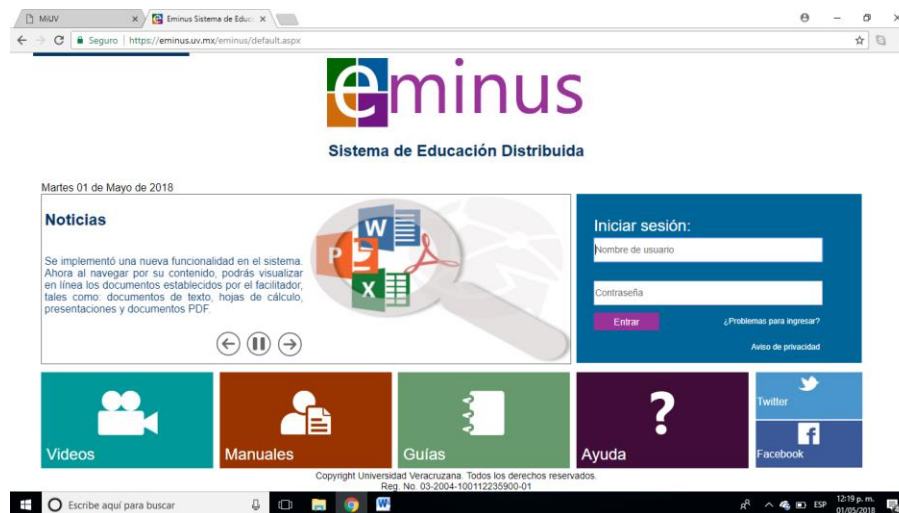 MiUV
Eminus Sistema de Educ
Seguro | https://eminus.uv.mx/eminus/default.aspx
eminus
Sistema de Educación Distribuida
Martes 01 de Mayo de 2018
Noticias
Se implementó una nueva funcionalidad en el sistema.
Ahora al navegar por su contenido, podrás visualizar
en línea los documentos establecidos por el facilitador,
tales como: documentos de texto, hojas de cálculo,
presentaciones y documentos PDF.
P
W
X
Iniciar sesión:
Nombre de usuario
Contraseña
Entrar
¿Problemas para ingresar?
Aviso de privacidad
Videos
Manuales
Guías
?
Ayuda
Twitter
f
Facebook
Copyright Universidad Veracruzana. Todos los derechos reservados.
Reg. No. 03-2004-100112235900-01
Escribe aquí para buscar
W
ESP
12:19 p. m.
01/05/2018